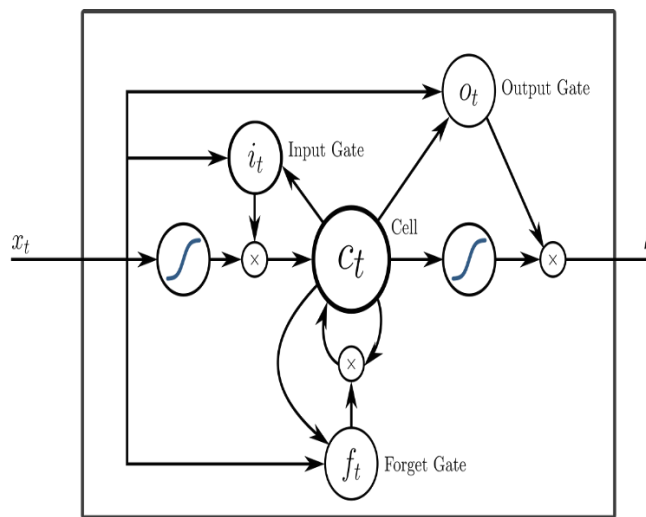 o_t Output Gate
i_t Input Gate
Cell
x_t
c_t
×
×
×
f_t Forget Gate